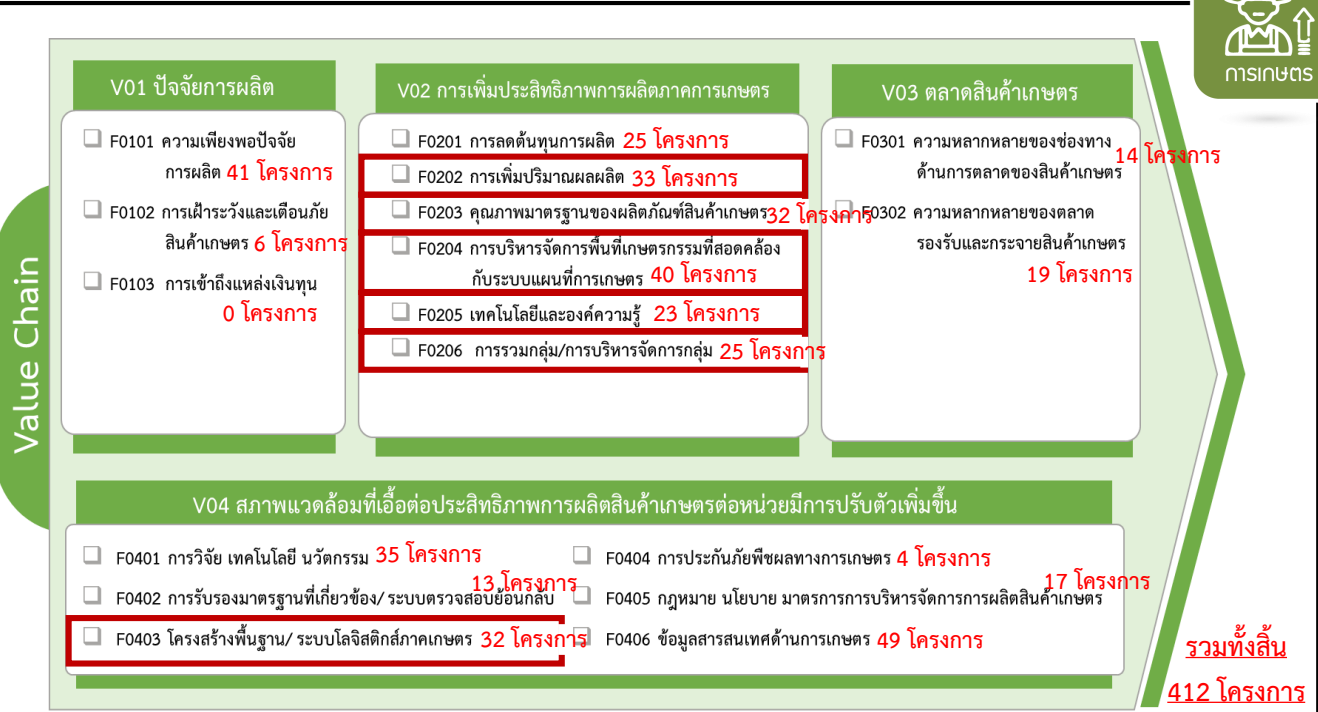 การเกษตร
Value Chain
V01 ปัจจัยการผลิต
F0101 ความเพียงพอปัจจัย
การผลิต 41 โครงการ
F0102 การเฝ้าระวังและเตือนภัย
สินค้าเกษตร 6 โครงการ
F0103 การเข้าถึงแหล่งเงินทุน
0 โครงการ
V02 การเพิ่มประสิทธิภาพการผลิตภาคการเกษตร
F0201 การลดต้นทุนการผลิต 25 โครงการ
F0202 การเพิ่มปริมาณผลผลิต 33 โครงการ
F0203 คุณภาพมาตรฐานของผลิตภัณฑ์สินค้าเกษตร 32 โครงการ
F0204 การบริหารจัดการพื้นที่เกษตรกรรมที่สอดคล้อง
กับระบบแผนที่การเกษตร 40 โครงการ
F0205 เทคโนโลยีและองค์ความรู้ 23 โครงการ
F0206 การรวมกลุ่ม/การบริหารจัดการกลุ่ม 25 โครงการ
V03 ตลาดสินค้าเกษตร
F0301 ความหลากหลายของช่องทาง
ด้านการตลาดของสินค้าเกษตร 14 โครงการ
F0302 ความหลากหลายของตลาด
รองรับและกระจายสินค้าเกษตร
19 โครงการ
V04 สภาพแวดล้อมที่เอื้อต่อประสิทธิภาพการผลิตสินค้าเกษตรต่อหน่วยมีการปรับตัวเพิ่มขึ้น
F0401 การวิจัย เทคโนโลยี นวัตกรรม 35 โครงการ
F0402 การรับรองมาตรฐานที่เกี่ยวข้อง/ ระบบตรวจสอบย้อนกลับ 13 โครงการ
F0403 โครงสร้างพื้นฐาน/ ระบบโลจิสติกส์ภาคเกษตร 32 โครงการ
F0404 การประกันภัยพืชผลทางการเกษตร 4 โครงการ
F0405 กฎหมาย นโยบาย มาตรการการบริหารจัดการการผลิตสินค้าเกษตร 17 โครงการ
F0406 ข้อมูลสารสนเทศด้านการเกษตร 49 โครงการ
รวมทั้งสิ้น
412 โครงการ